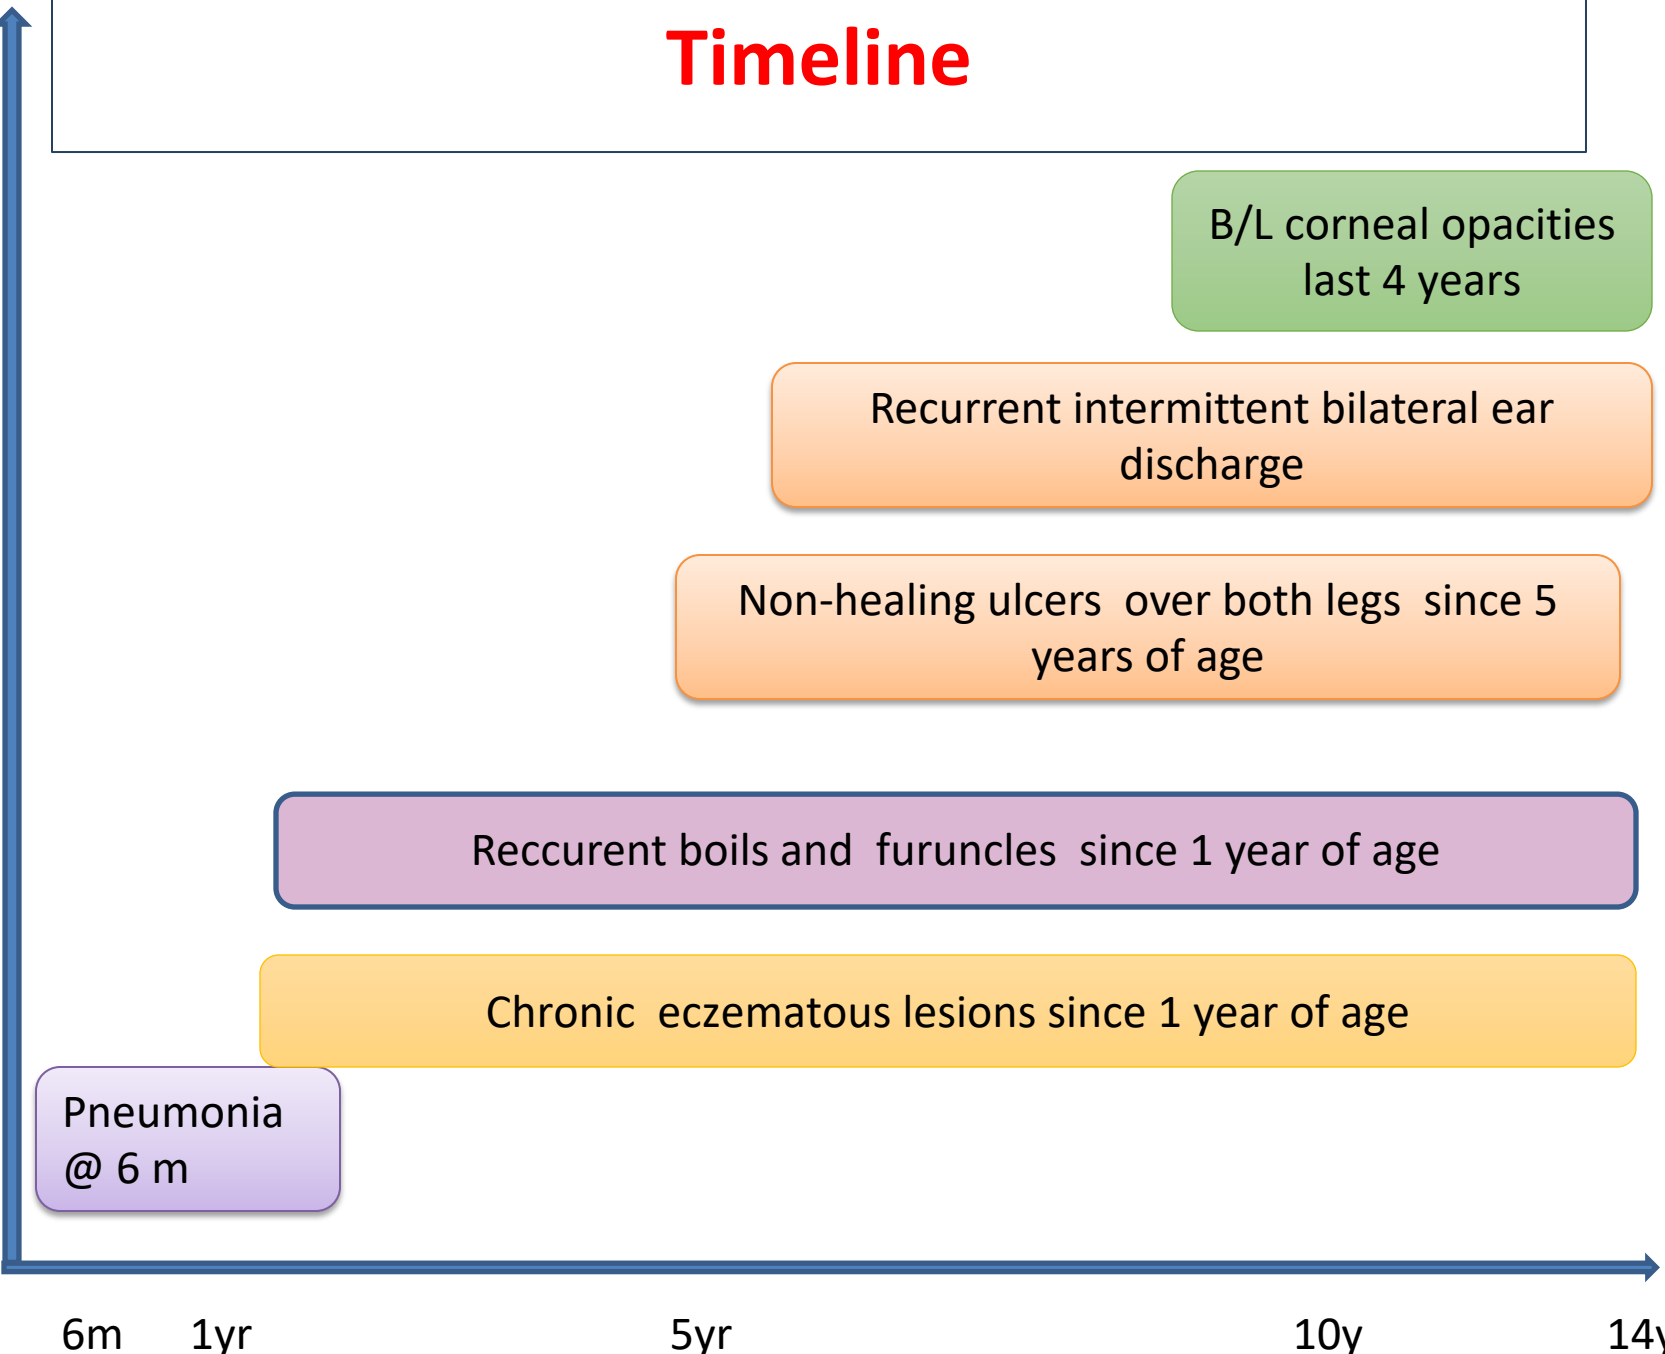 Timeline
B/L corneal opacities
last 4 years
Recurrent intermittent bilateral ear
discharge
Non-healing ulcers over both legs since 5
years of age
Reccurent boils and furuncles since 1 year of age
Chronic eczematous lesions since 1 year of age
Pneumonia
@ 6 m
6m 1yr 5yr 10y 14y